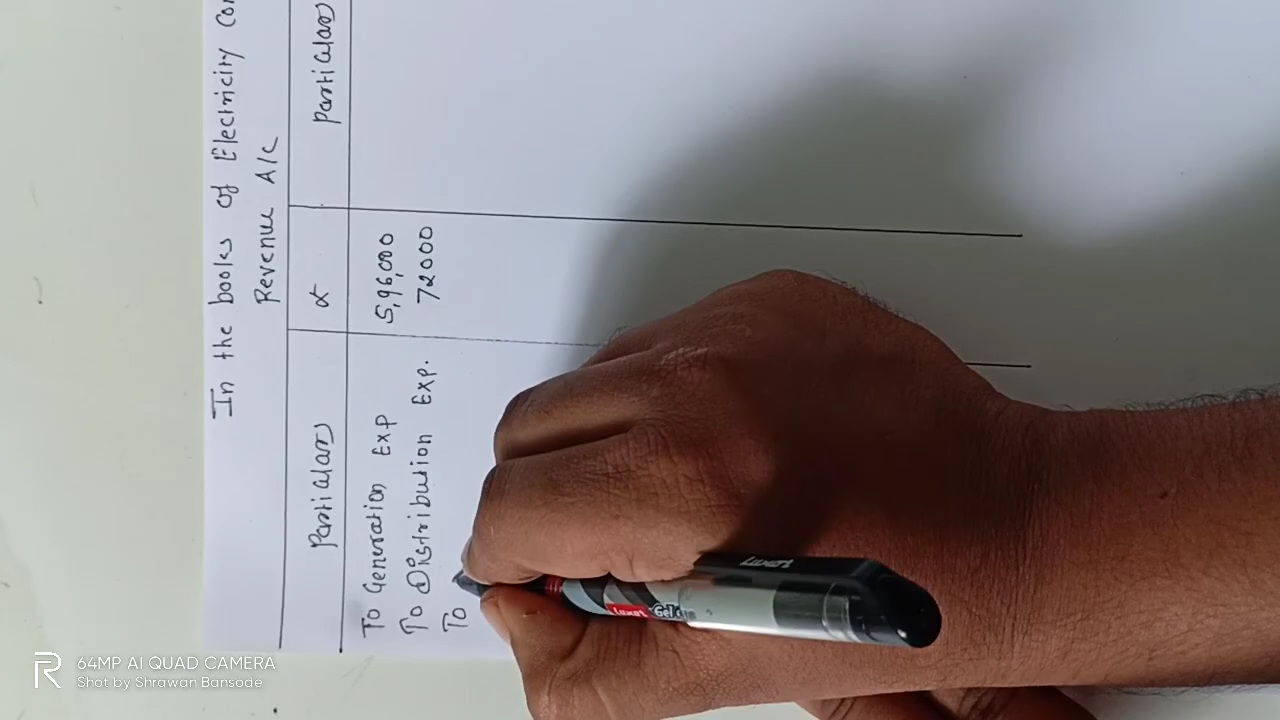 In the books of Electricity
Revenue A/C
Particulars ₹ Particulars
To Generation Exp 5,96,000
To Distribution Exp. 72000
To
Luxor Gel
64MP AI QUAD CAMERA
Shot by Shrawan Bansode